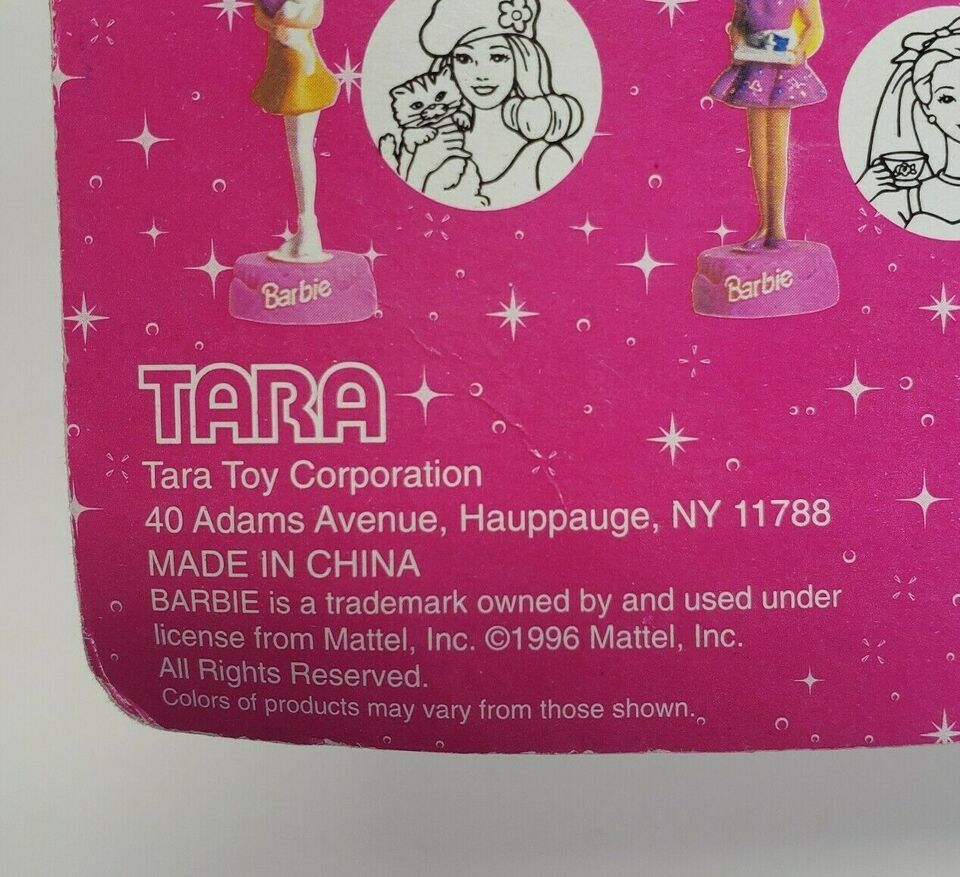 Barbie
Barbie
TARA
Tara Toy Corporation
40 Adams Avenue, Hauppauge, NY 11788
MADE IN CHINA
BARBIE is a trademark owned by and used under
license from Mattel, Inc. ©1996 Mattel, Inc.
All Rights Reserved.
Colors of products may vary from those shown.